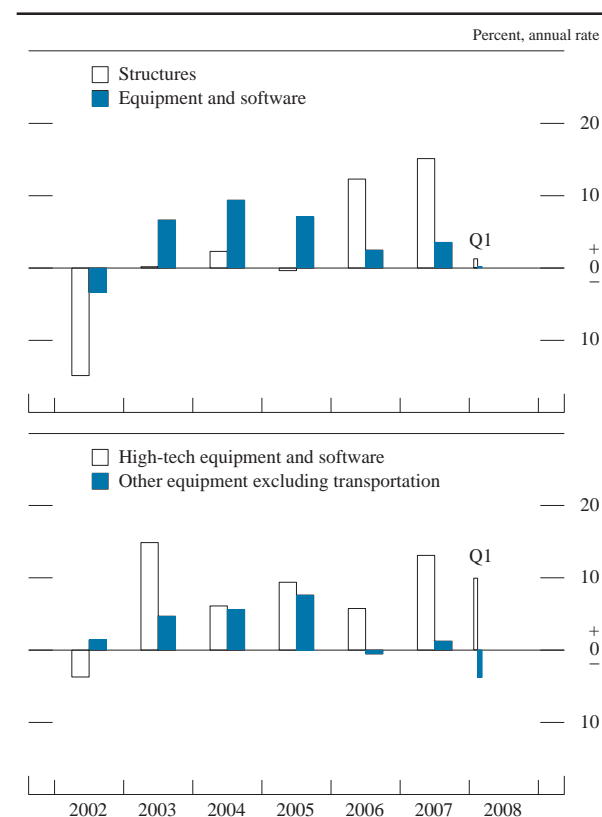 Percent, annual rate
Structures
Equipment and software
20
10
Q1
+
0
−
10
High-tech equipment and software
Other equipment excluding transportation
20
Q1
10
+
0
−
10
2002 2003 2004 2005 2006 2007 2008